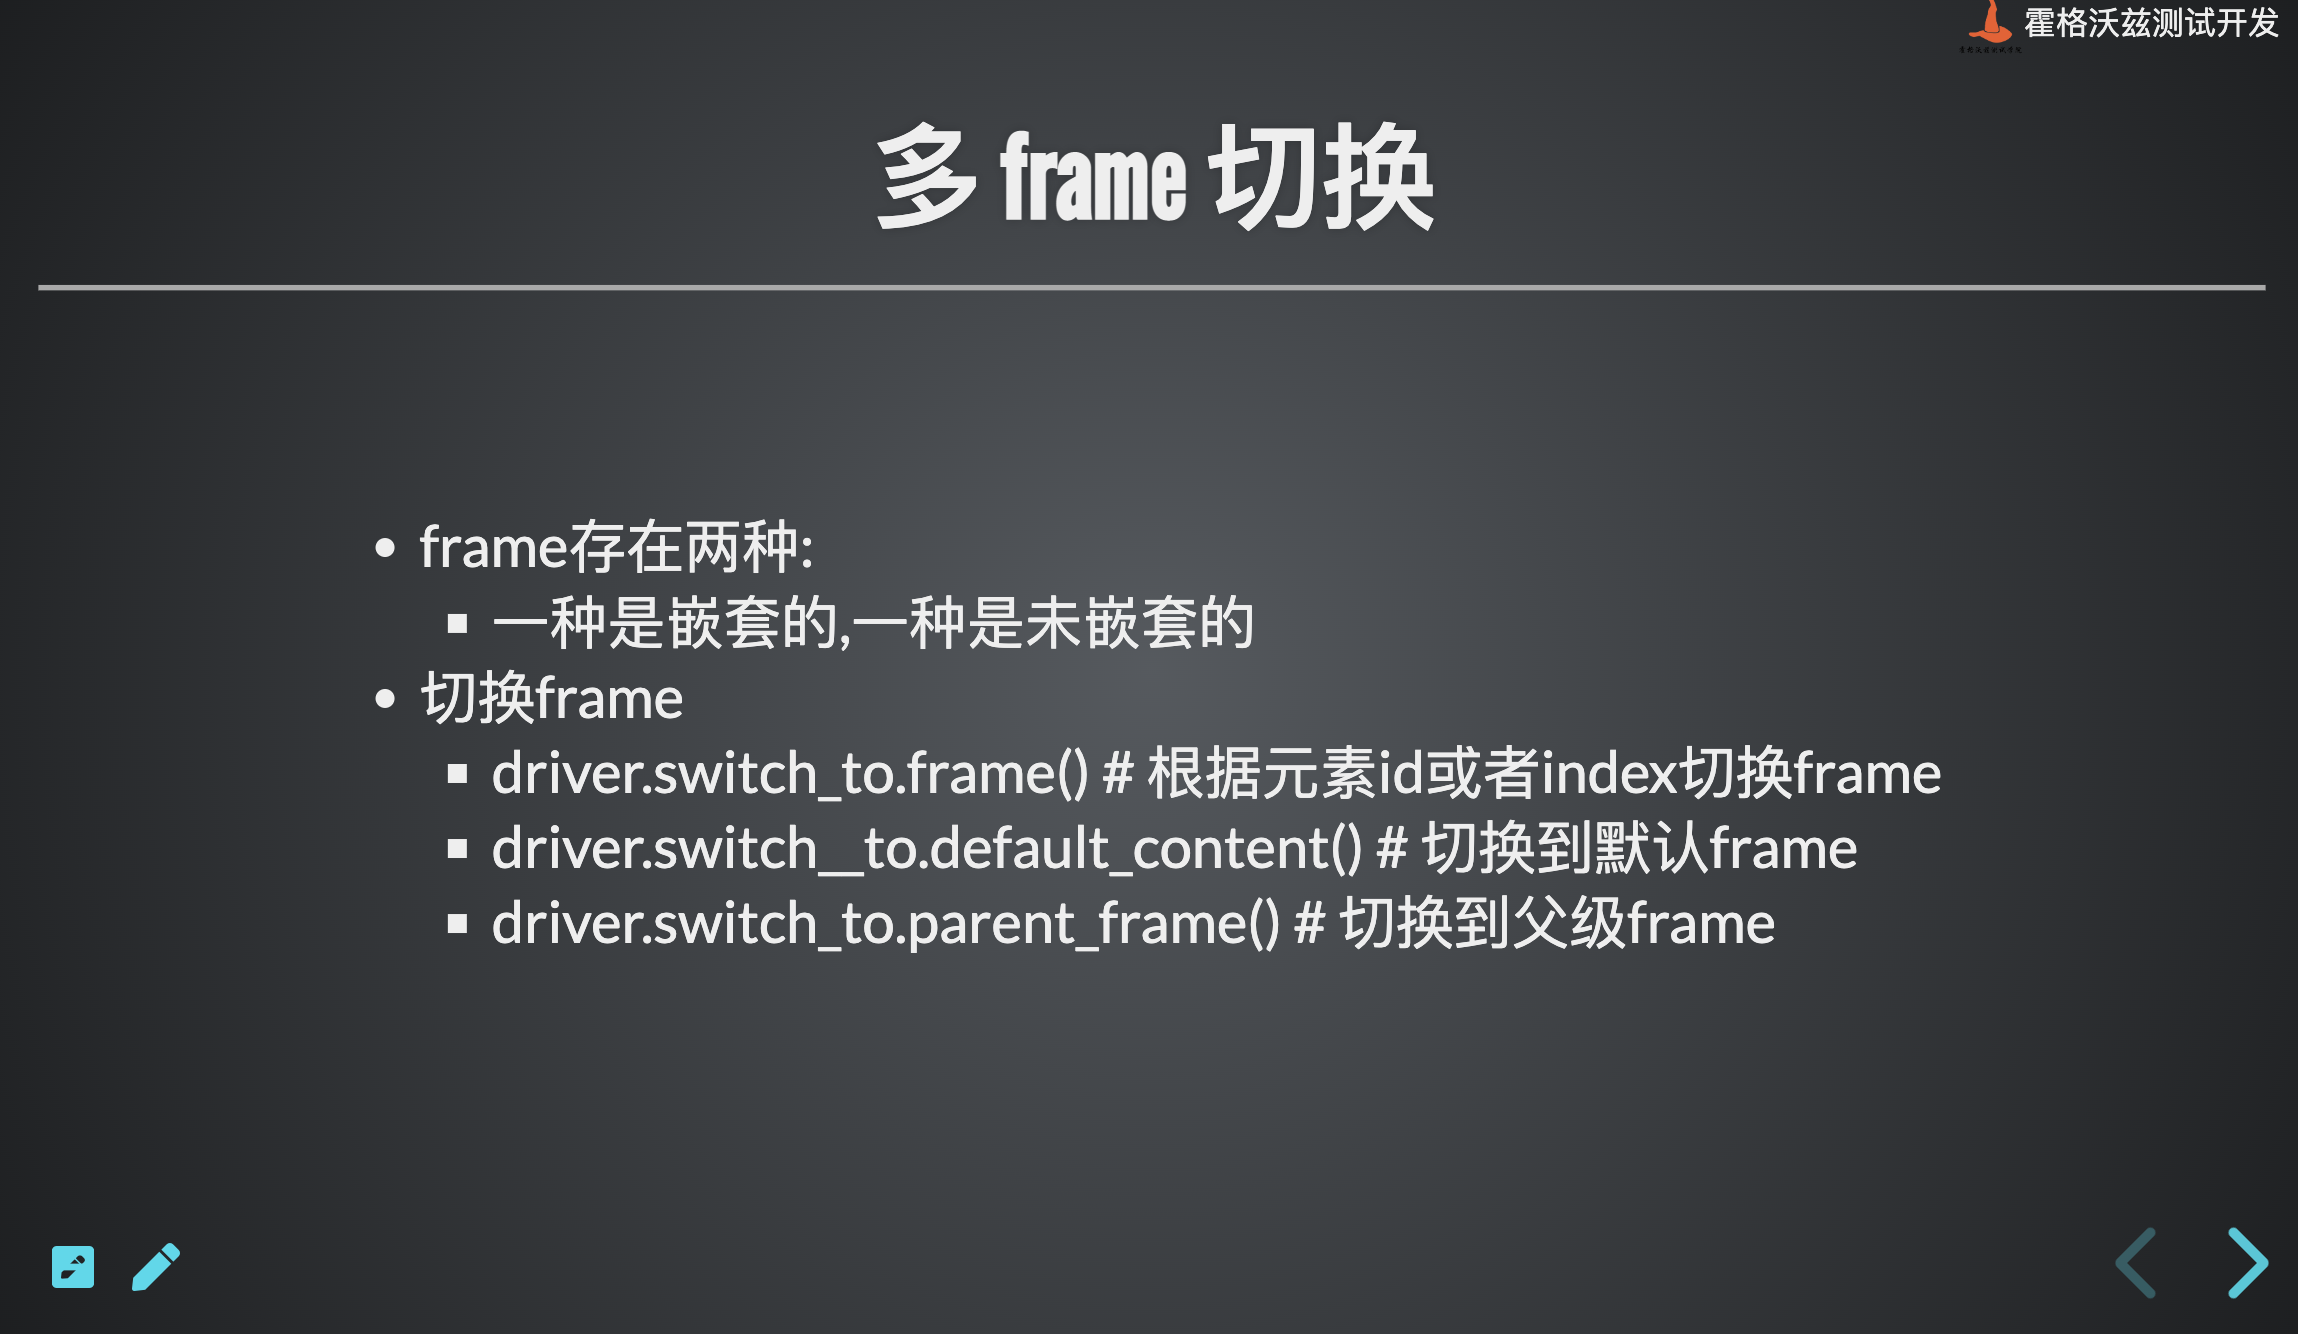 霍格沃兹测试开发
多 frame 切换
frame存在两种:
一种是嵌套的,一种是未嵌套的
切换frame
driver.switch_to.frame() # 根据元素id或者index切换frame
driver.switch__to.default_content() # 切换到默认frame
driver.switch_to.parent_frame() # 切换到父级frame